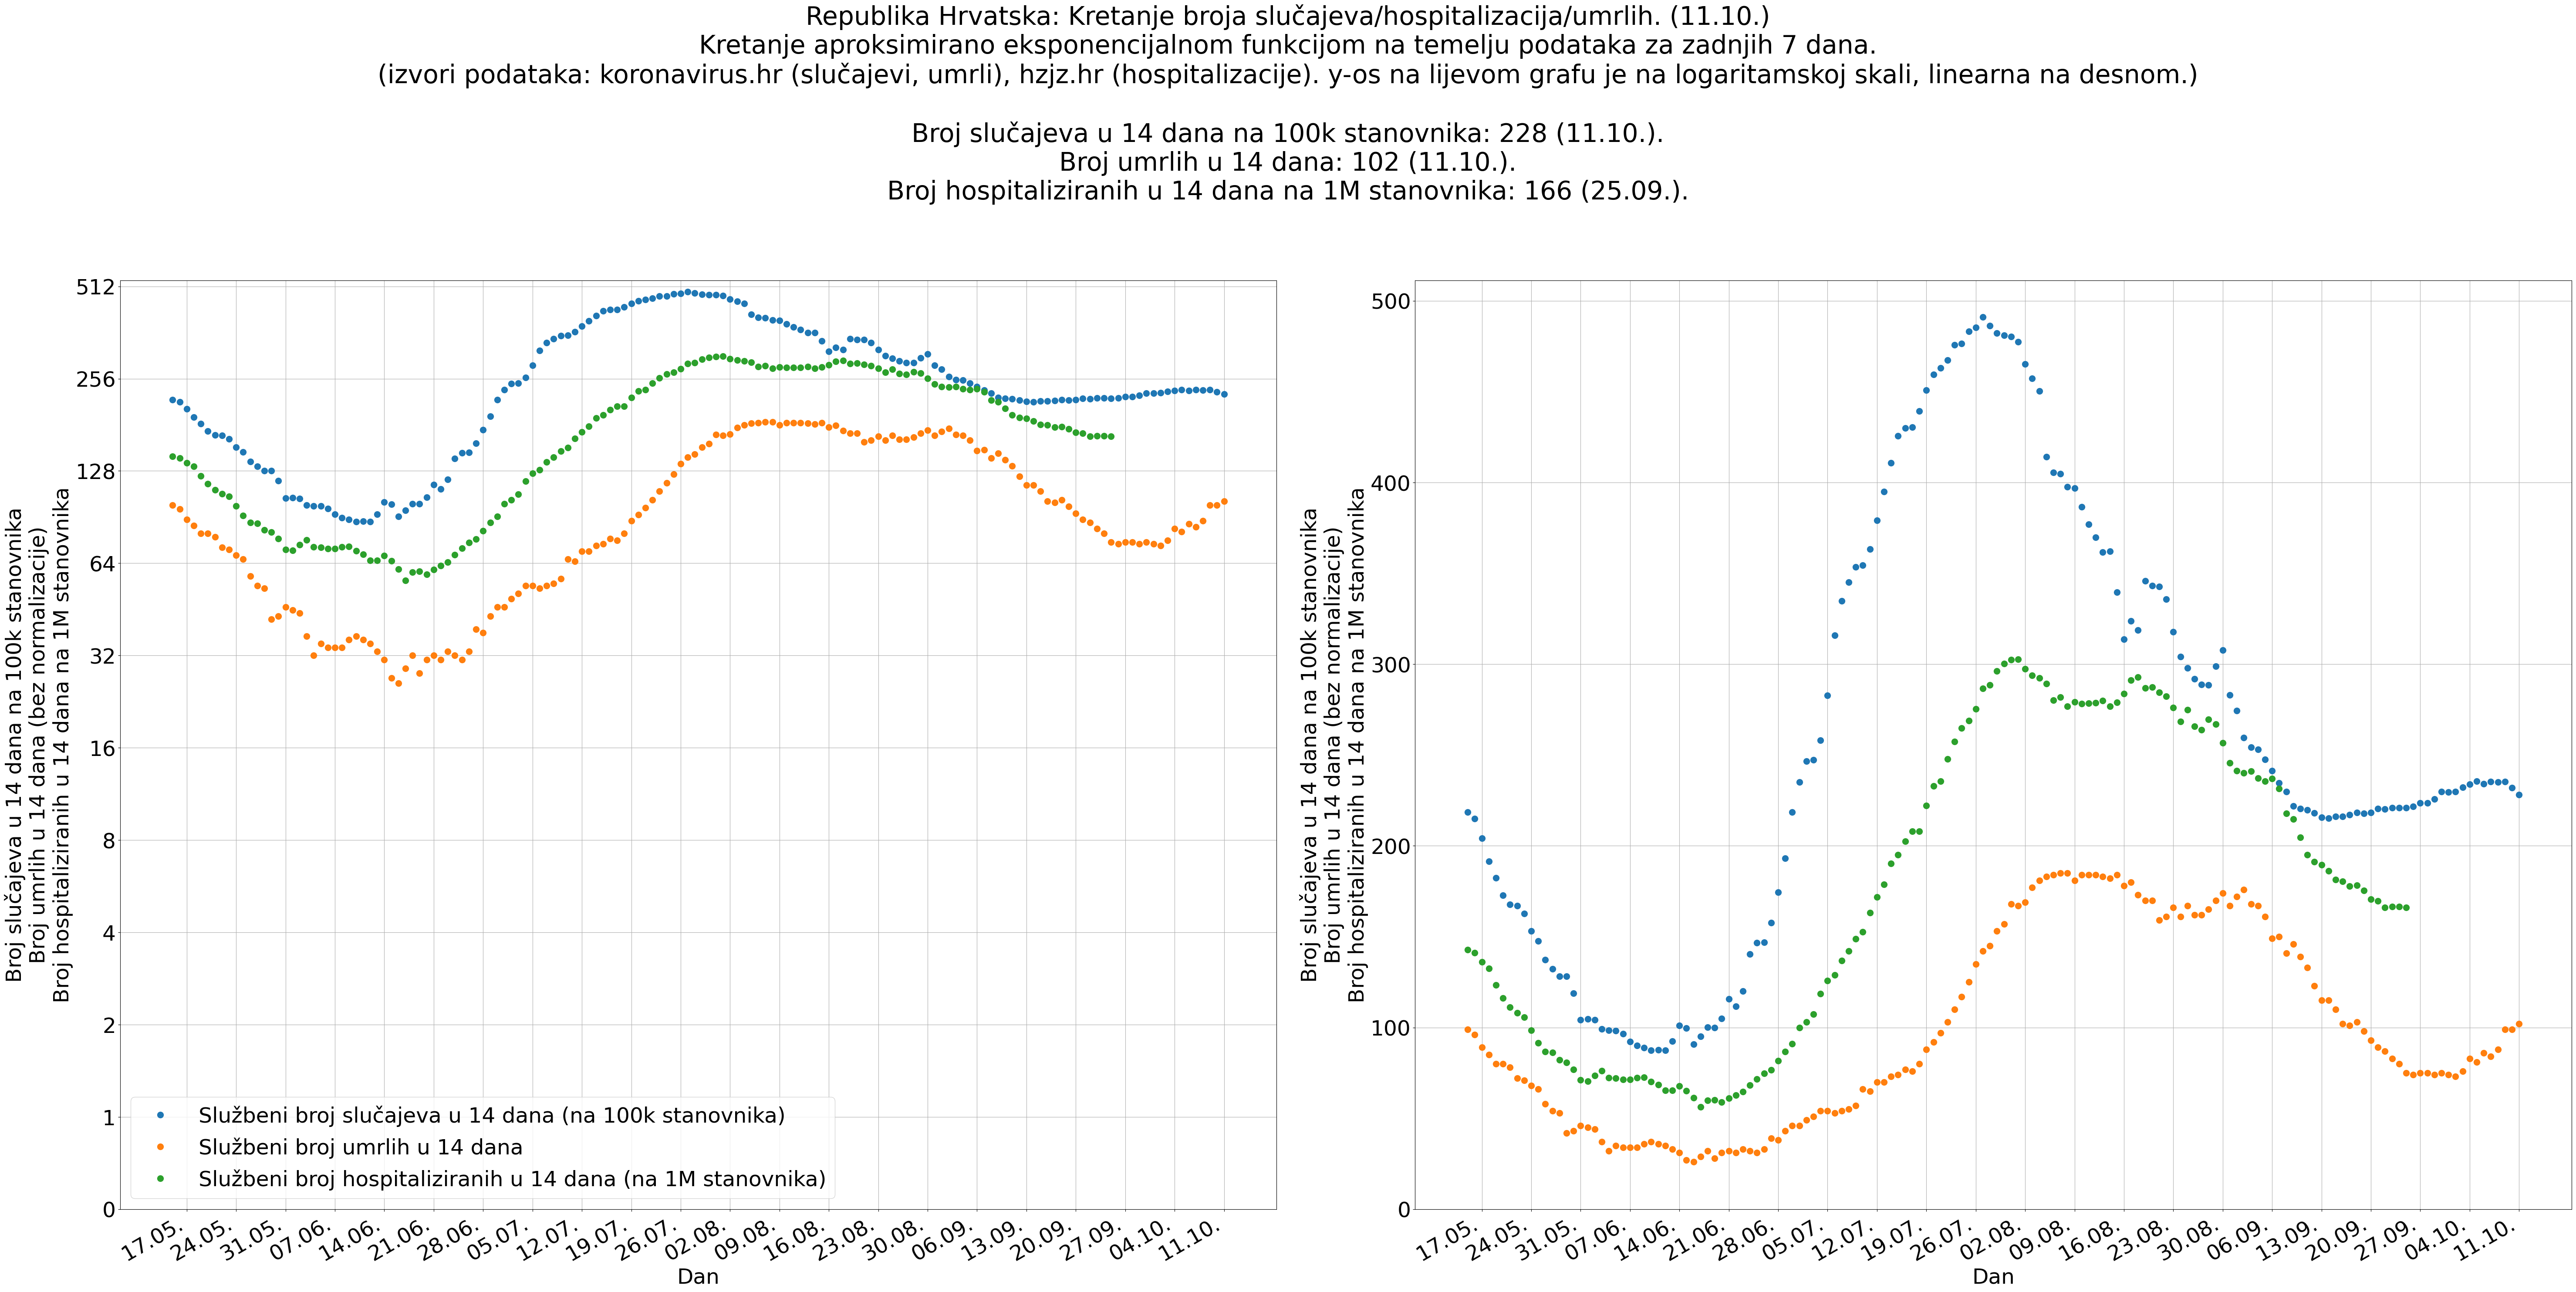 Republika Hrvatska: Kretanje broja slučajeva/hospitalizacija/umrlih. (11.10.)
Kretanje aproksimirano eksponencijalnom funkcijom na temelju podataka za zadnjih 7 dana.
(izvori podataka: koronavirus.hr (slučajevi, umrli), hzjz.hr (hospitalizacije). y-os na lijevom grafu je na logaritamskoj skali, linearna na desnom.)
Broj slučajeva u 14 dana na 100k stanovnika: 228 (11.10.).
Broj umrlih u 14 dana: 102 (11.10.).
Broj hospitaliziranih u 14 dana na 1M stanovnika: 166 (25.09.).
Broj slučajeva u 14 dana na 100k stanovnika
Broj umrlih u 14 dana (bez normalizacije)
Broj hospitaliziranih u 14 dana na 1M stanovnika
512
256
128
64
32
16
8
4
2
1
0
Službeni broj slučajeva u 14 dana (na 100k stanovnika)
Službeni broj umrlih u 14 dana
Službeni broj hospitaliziranih u 14 dana (na 1M stanovnika)
17.05. 24.05. 31.05. 07.06. 14.06. 21.06. 28.06. 05.07. 12.07. 19.07. 26.07. 02.08. 09.08. 16.08. 23.08. 30.08. 06.09. 13.09. 20.09. 27.09. 04.10. 11.10.
Dan
Broj slučajeva u 14 dana na 100k stanovnika
Broj umrlih u 14 dana (bez normalizacije)
Broj hospitaliziranih u 14 dana na 1M stanovnika
500
400
300
200
100
0
17.05. 24.05. 31.05. 07.06. 14.06. 21.06. 28.06. 05.07. 12.07. 19.07. 26.07. 02.08. 09.08. 16.08. 23.08. 30.08. 06.09. 13.09. 20.09. 27.09. 04.10. 11.10.
Dan